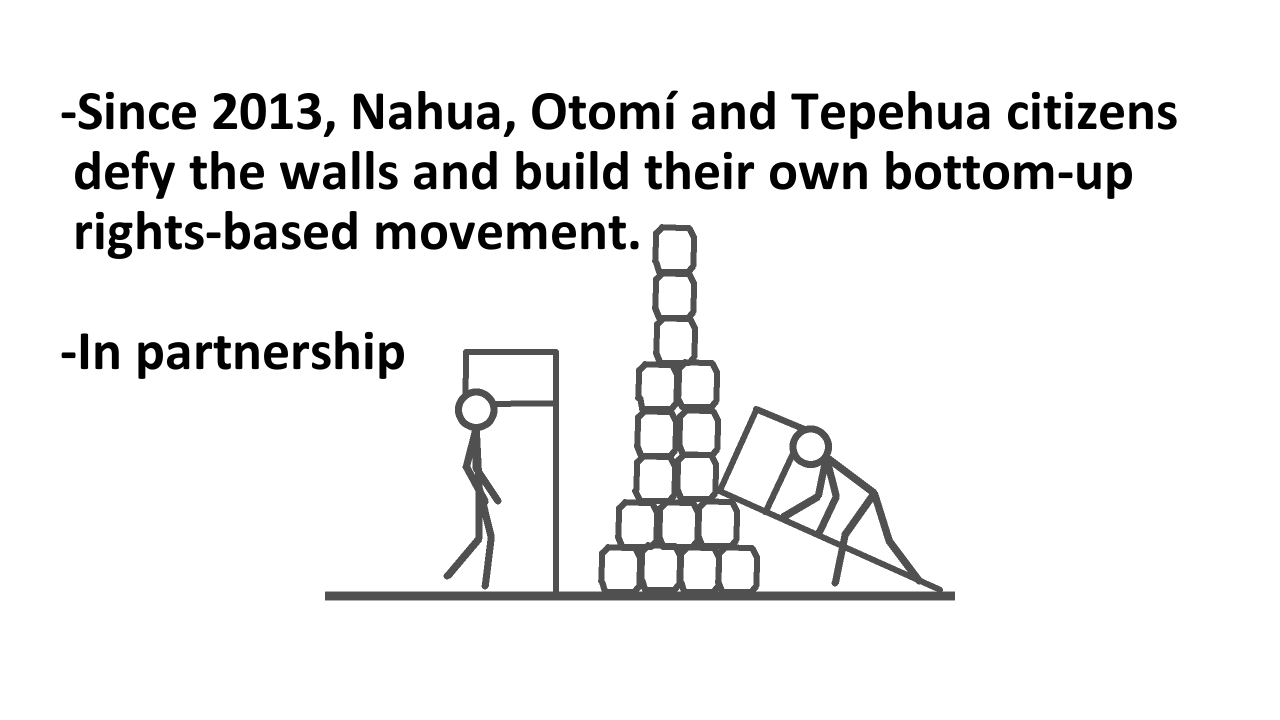 -Since 2013, Nahua, Otomí and Tepehua citizens
defy the walls and build their own bottom-up
rights-based movement.
-In partnership